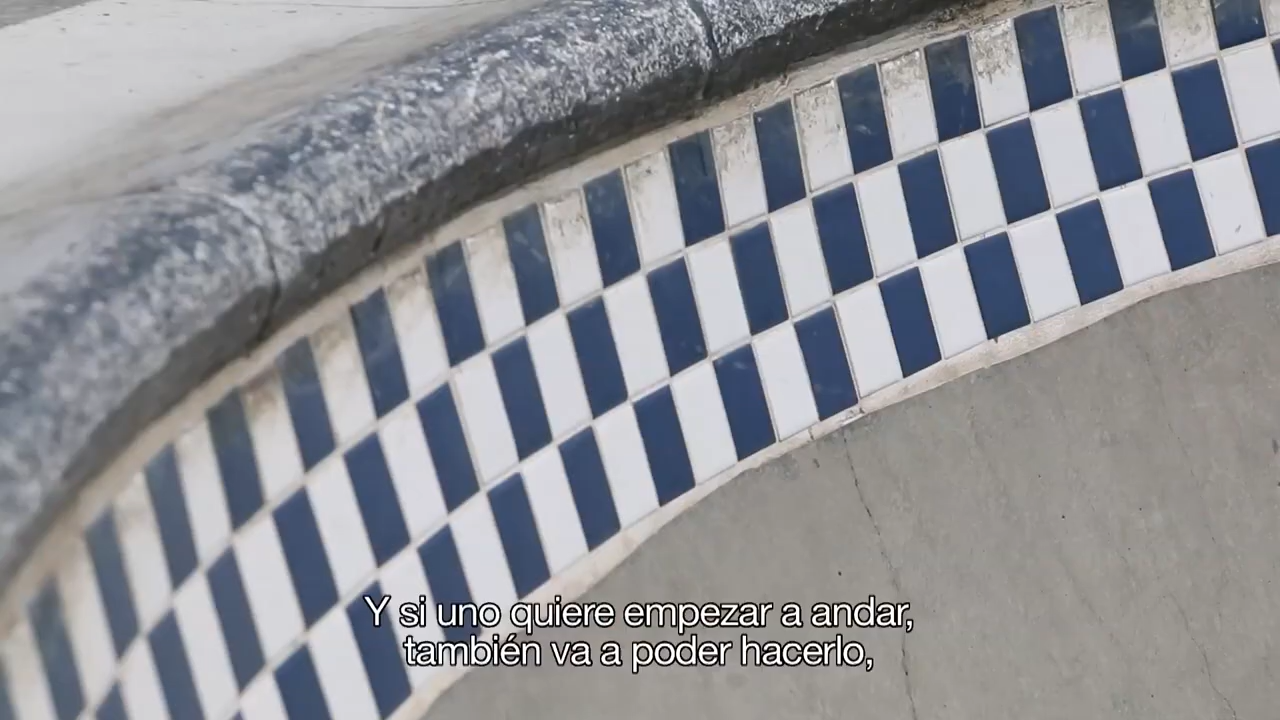 Y si uno quiere empezar a andar,
también va a poder hacerlo,